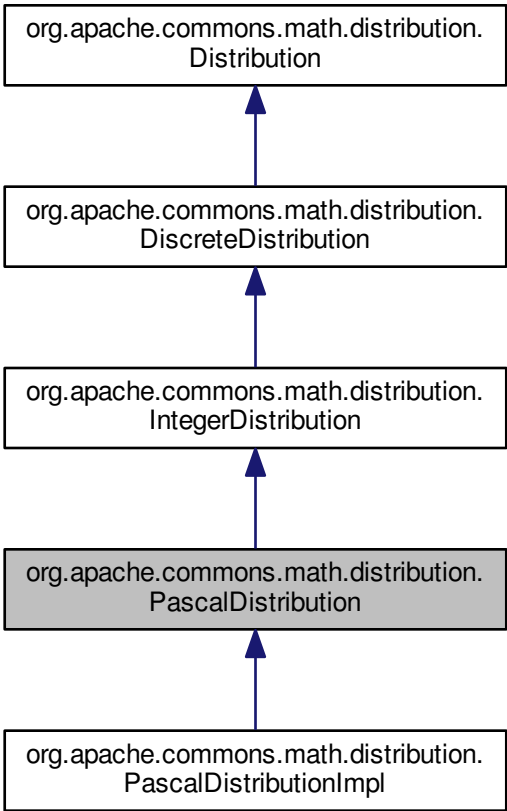 org.apache.commons.math.distribution.
Distribution
org.apache.commons.math.distribution.
DiscreteDistribution
org.apache.commons.math.distribution.
IntegerDistribution
org.apache.commons.math.distribution.
PascalDistribution
org.apache.commons.math.distribution.
PascalDistributionImpl